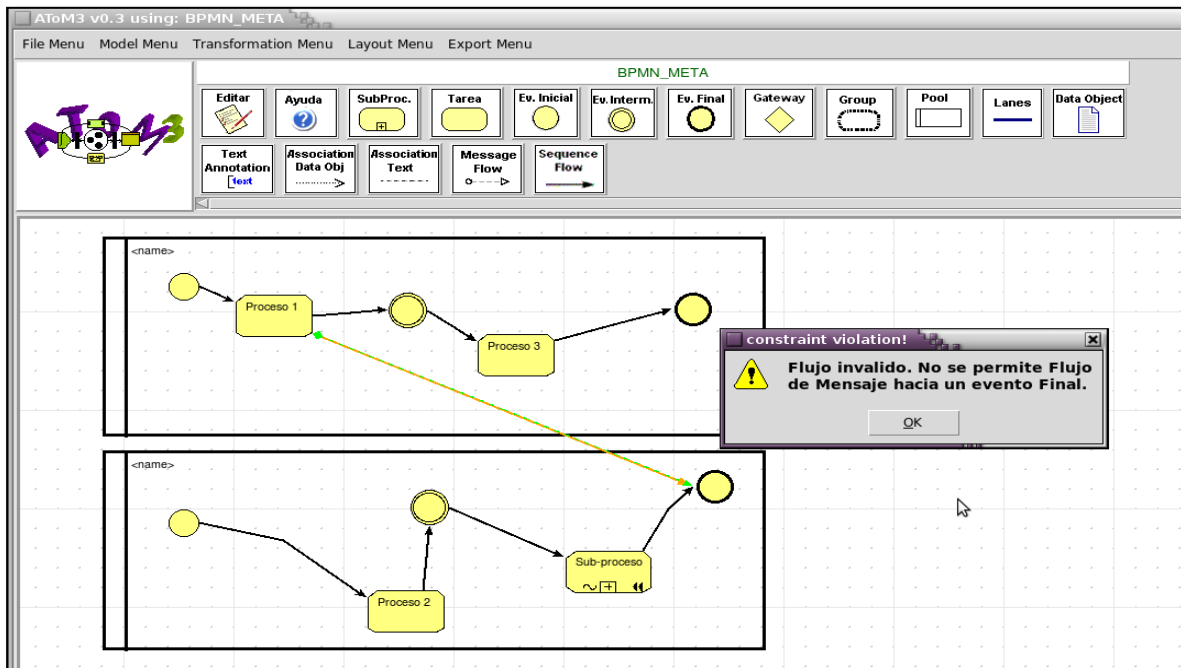 AToM3 v0.3 using: BPMN_META
File Menu Model Menu Transformation Menu Layout Menu Export Menu
AToM3
BPMN_META
Editar
Ayuda
SubProc.
Tarea
Ev. Inicial
Ev. Interm.
Ev. Final
Gateway
Group
Pool
Lanes
Data Object
Text
Annotation
[text
Association
Data Obj
Association
Text
Message
Flow
Sequence
Flow
<name>
Proceso 1
Proceso 3
constraint violation!
Flujo invalido. No se permite Flujo
de Mensaje hacia un evento Final.
OK
<name>
Sub-proceso
Proceso 2